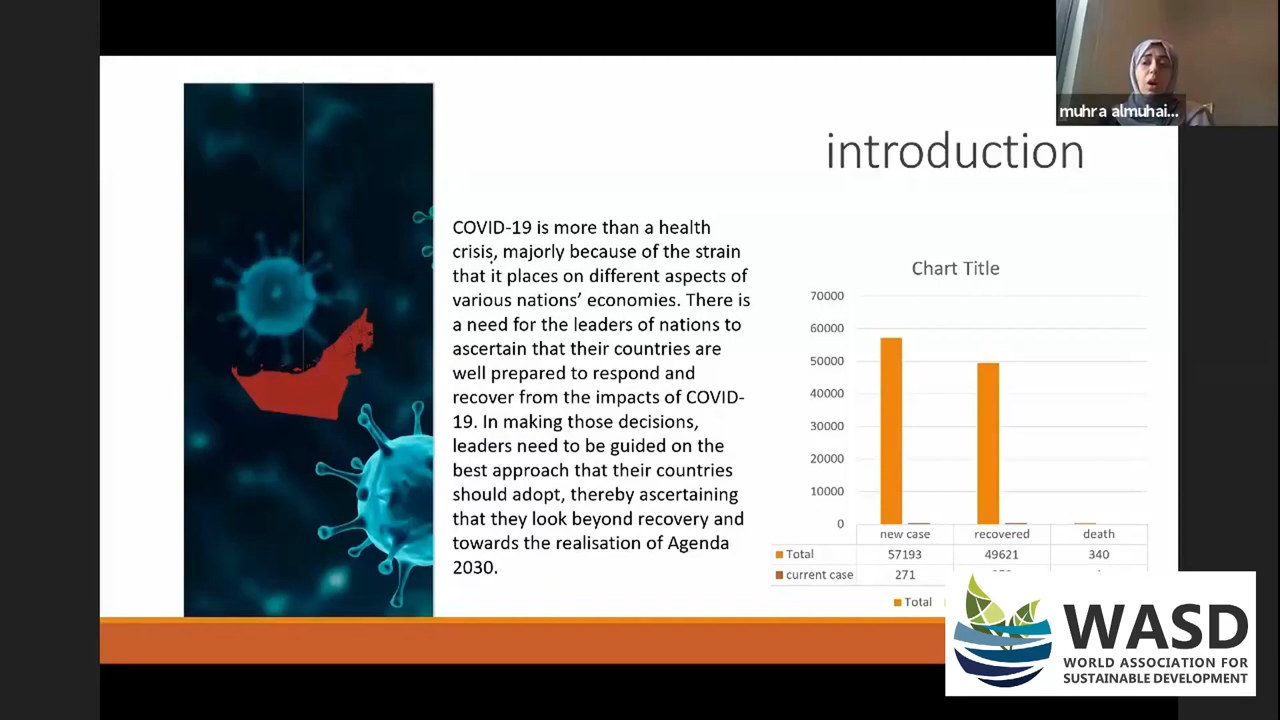 muhra almuhai...
introduction
COVID-19 is more than a health
crisis, majorly because of the strain
that it places on different aspects of
various nations' economies. There is
a need for the leaders of nations to
ascertain that their countries are
well prepared to respond and
recover from the impacts of COVID-
19. In making those decisions,
leaders need to be guided on the
best approach that their countries
should adopt, thereby ascertaining
that they look beyond recovery and
towards the realisation of Agenda
2030.
Chart Title
70000
60000
50000
40000
30000
20000
10000
0
new case recovered death
Total 57193 49621 340
current case 271
Total
WASD
WORLD ASSOCIATION FOR
SUSTAINABLE DEVELOPMENT